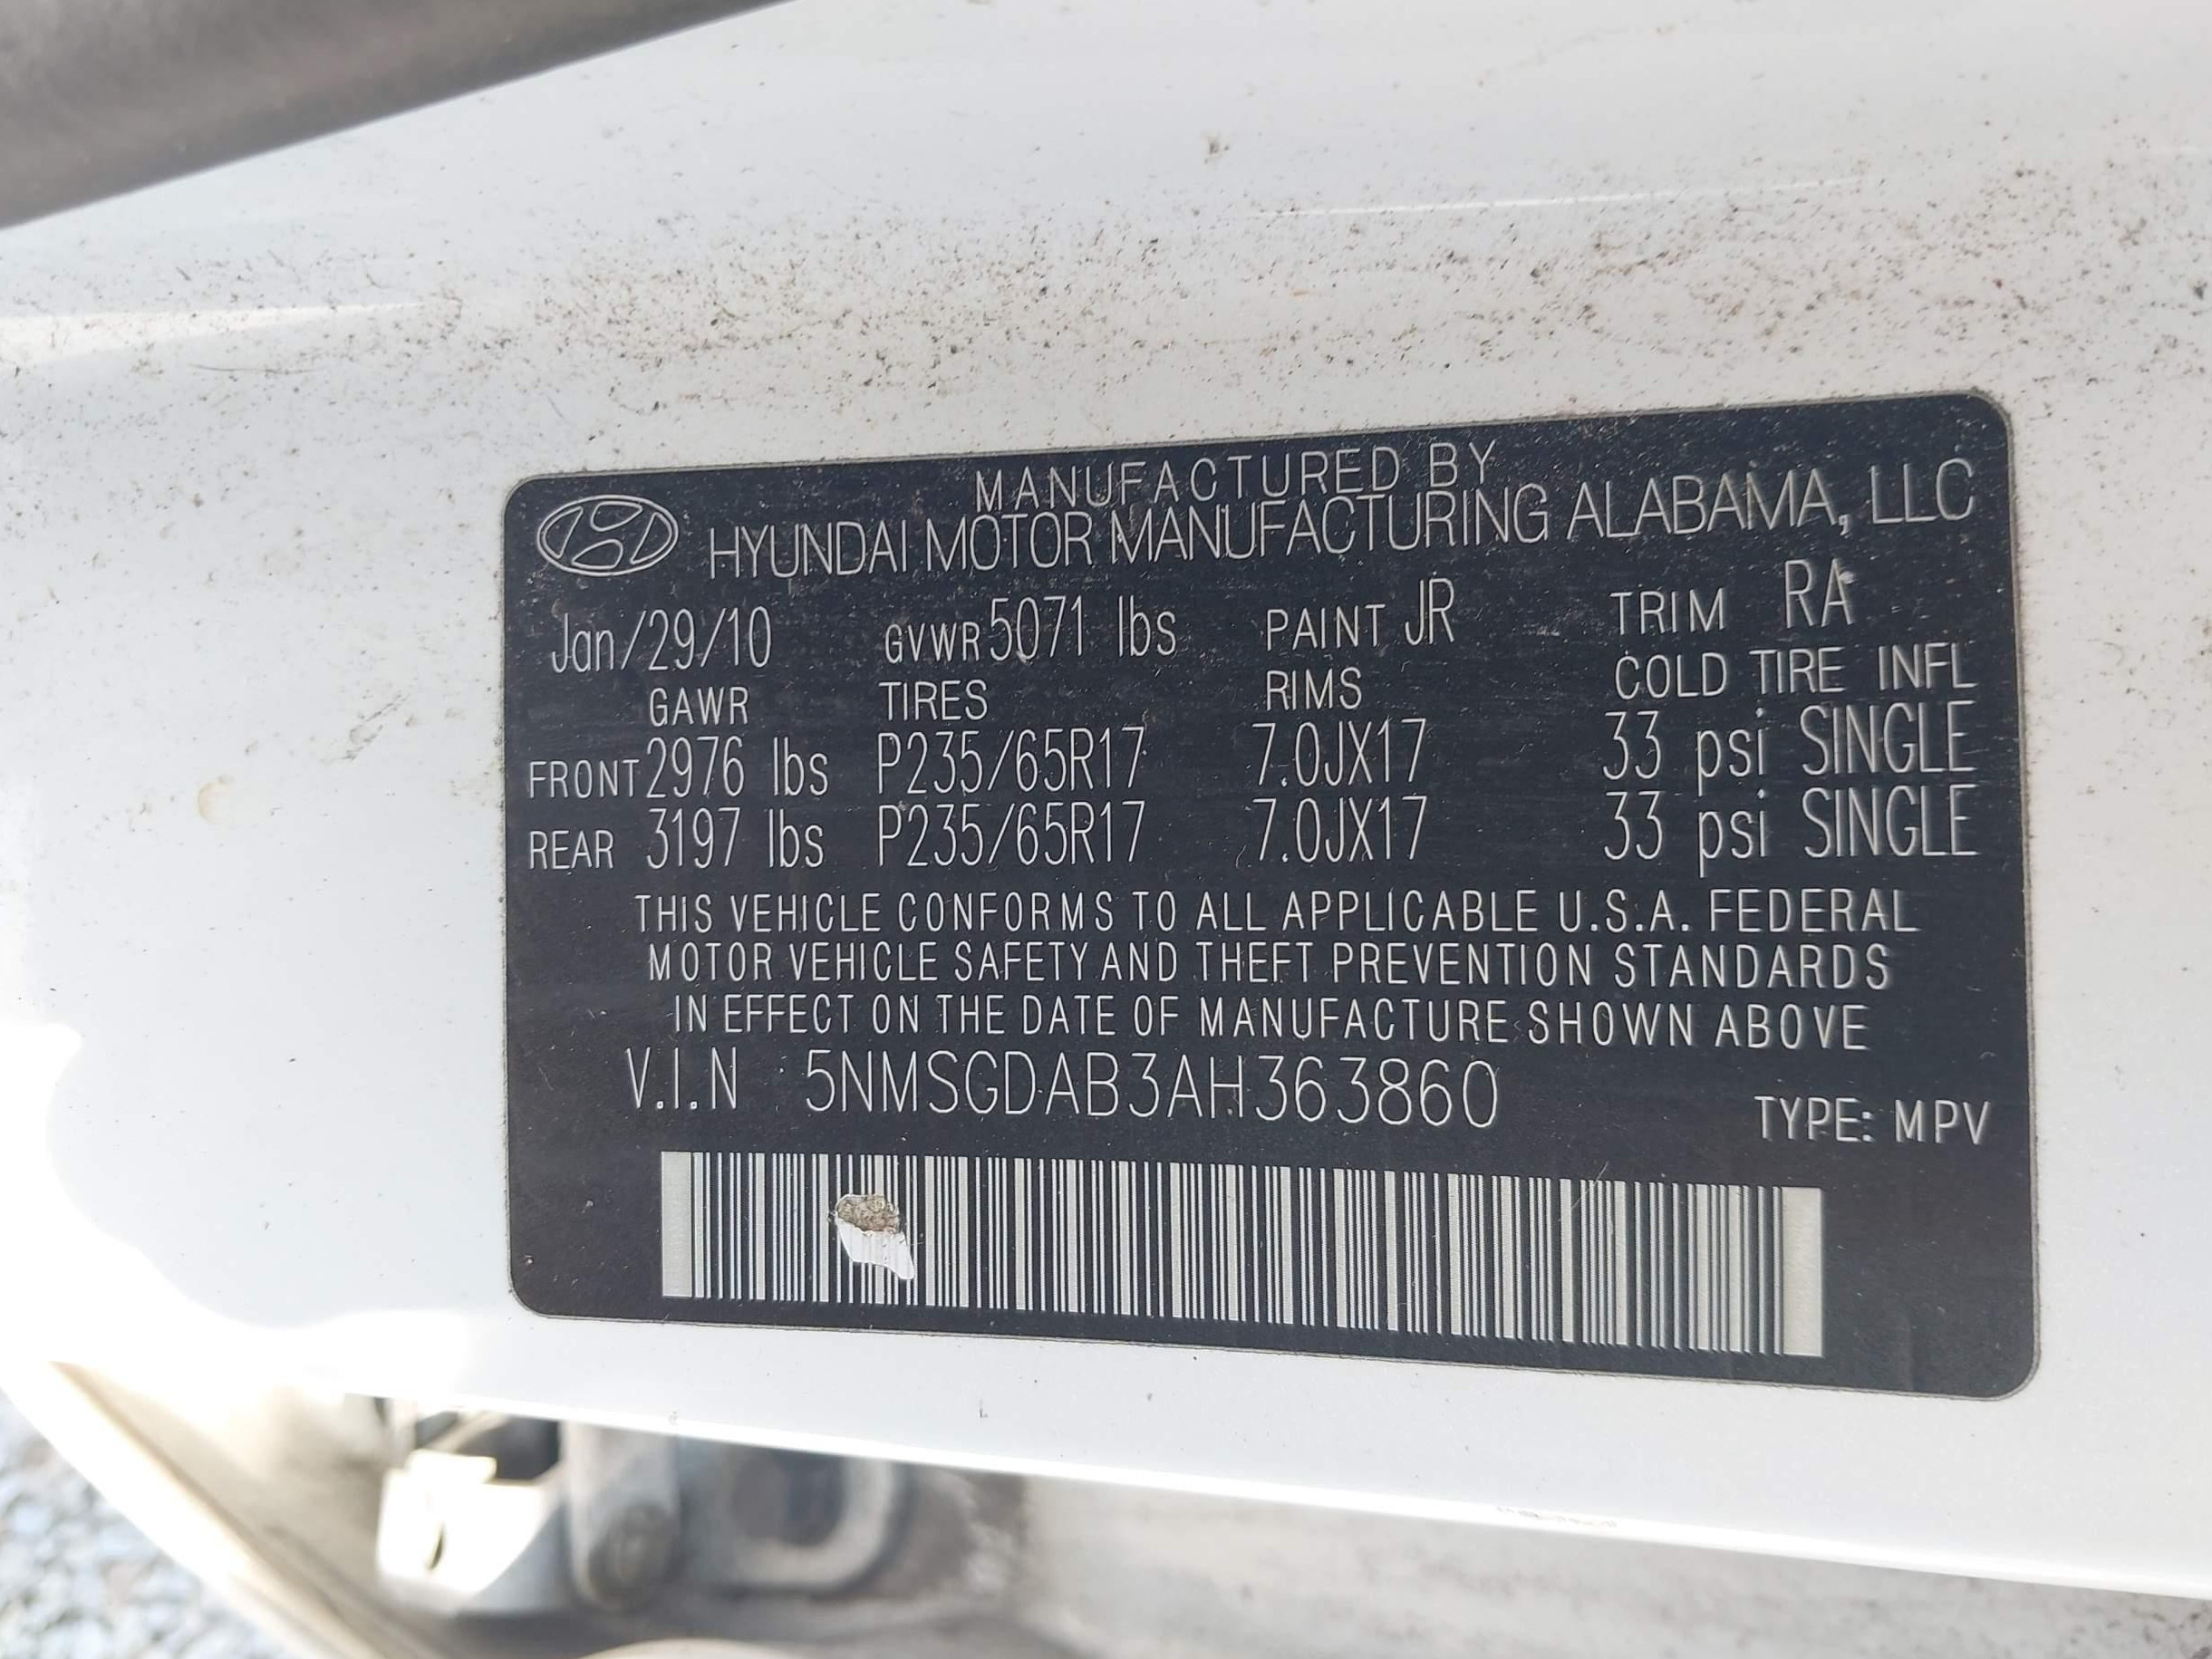 MANUFACTURED BY
HYUNDAI MOTOR MANUFACTURING ALABAMA, LLC
Jan/29/10 GVWR 5071 lbs PAINT JR TRIM RA
GAWR TIRES RIMS COLD TIRE INFL
FRONT 2976 lbs P235/65R17 7.0JX17 33 psi SINGLE
REAR 3197 lbs P235/65R17 7.0JX17 33 psi SINGLE
THIS VEHICLE CONFORMS TO ALL APPLICABLE U.S.A. FEDERAL
MOTOR VEHICLE SAFETY AND THEFT PREVENTION STANDARDS
IN EFFECT ON THE DATE OF MANUFACTURE SHOWN ABOVE
V.I.N 5NMSGDAB3AH363860
TYPE: MPV